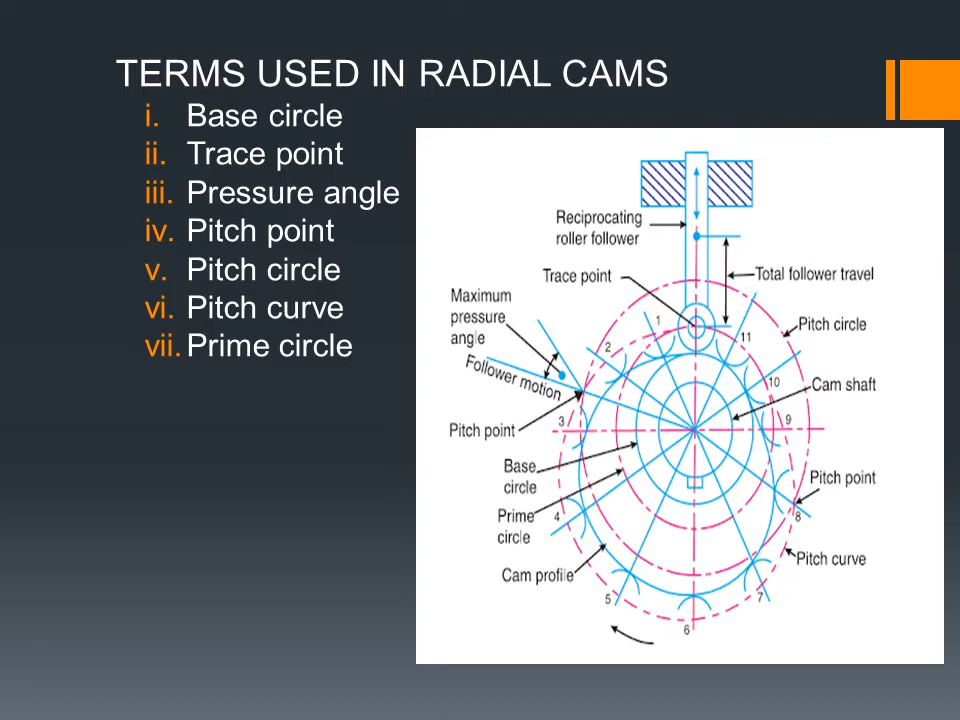 TERMS USED IN RADIAL CAMS
i. Base circle
ii. Trace point
iii. Pressure angle
iv. Pitch point
v. Pitch circle
vi. Pitch curve
vii. Prime circle
Reciprocating
roller follower
Trace point
Total follower travel
Maximum
pressure
angle
Pitch circle
Follower motion
Cam shaft
Pitch point
Base
circle
Pitch point
Prime
circle
Pitch curve
Cam profile
1
2
3
4
5
6
7
8
9
10
11